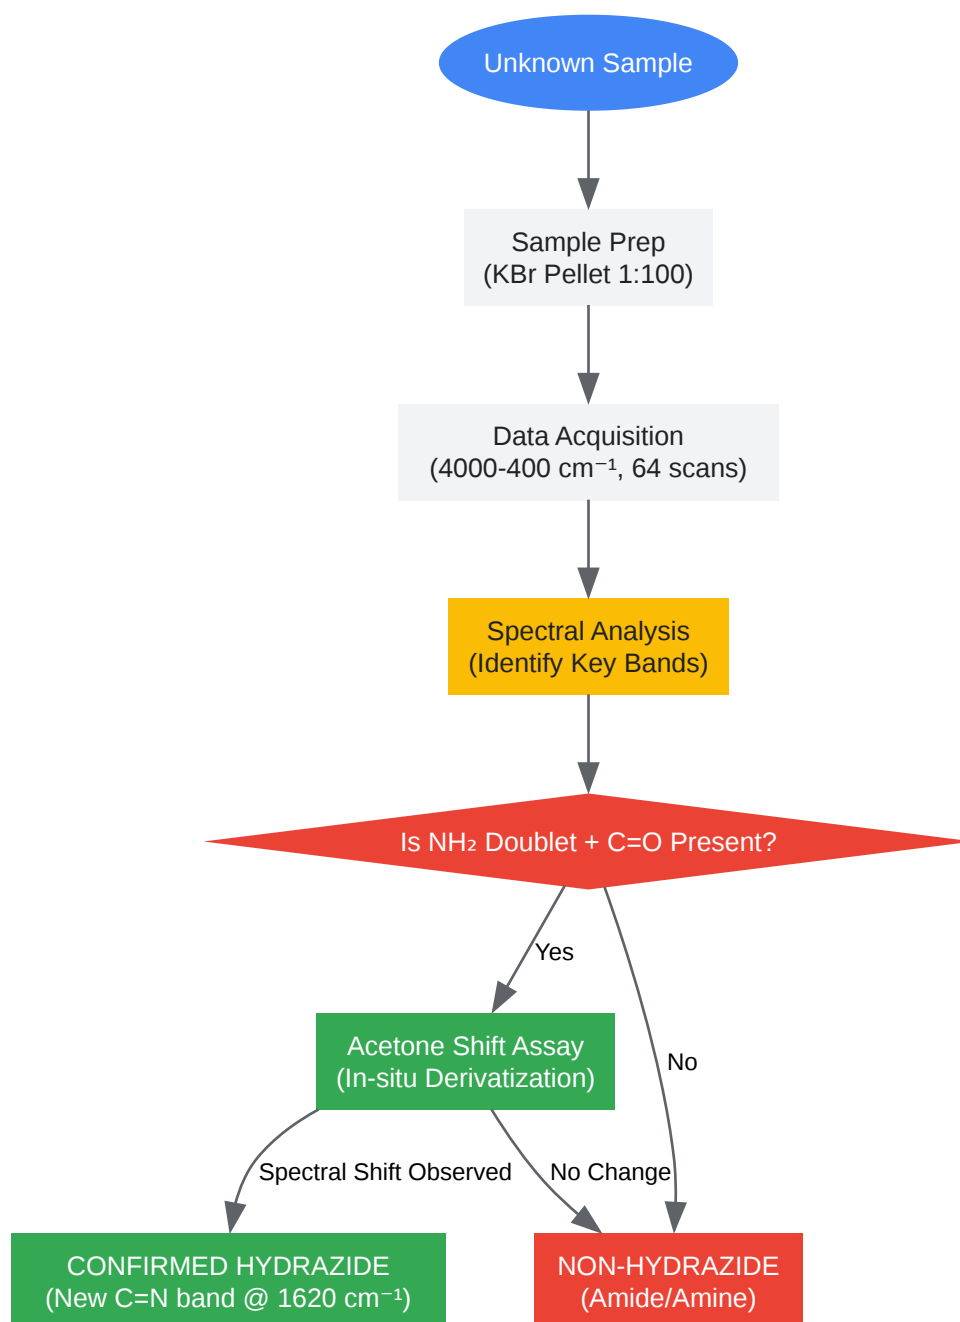 Unknown Sample
Sample Prep
(KBr Pellet 1:100)
Data Acquisition
(4000-400 cm⁻¹, 64 scans)
Spectral Analysis
(Identify Key Bands)
Is NH₂ Doublet + C=O Present?
Yes
Acetone Shift Assay
(In-situ Derivatization)
No
Spectral Shift Observed
No Change
CONFIRMED HYDRAZIDE
(New C=N band @ 1620 cm⁻¹)
NON-HYDRAZIDE
(Amide/Amine)